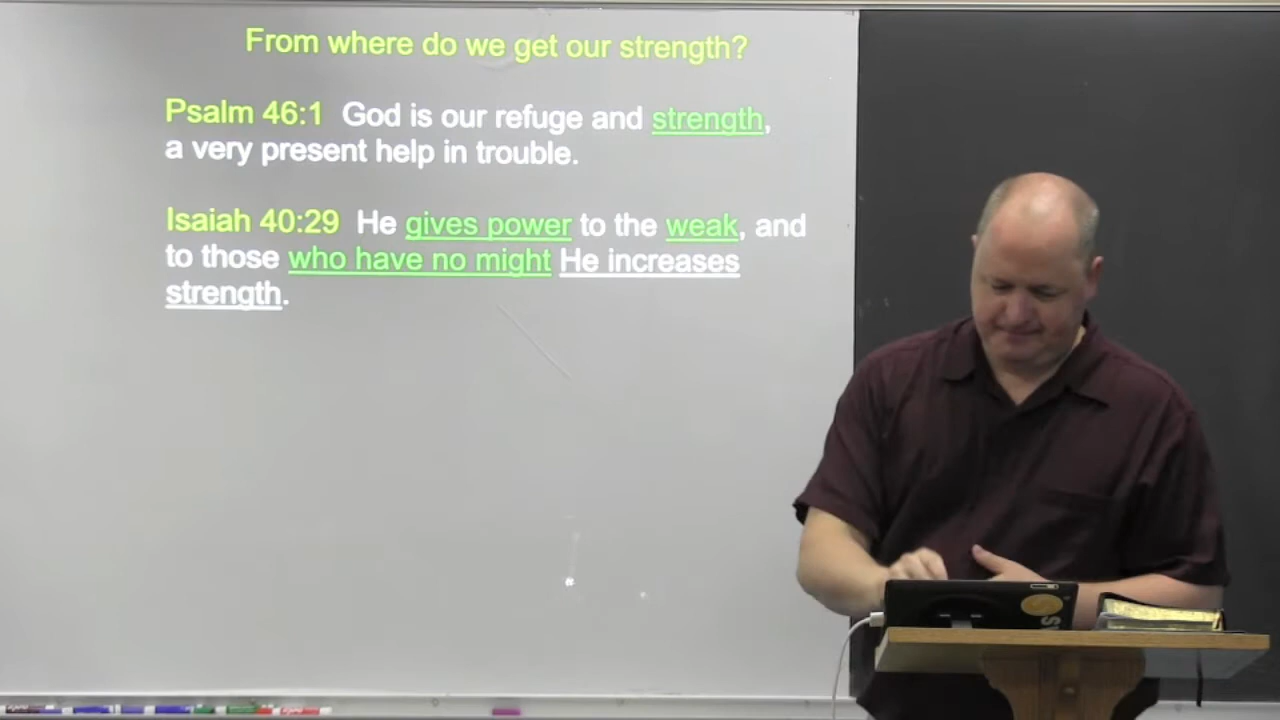 From where do we get our strength?
Psalm 46:1 God is our refuge and strength,
a very present help in trouble.
Isaiah 40:29 He gives power to the weak, and
to those who have no might He increases
strength.